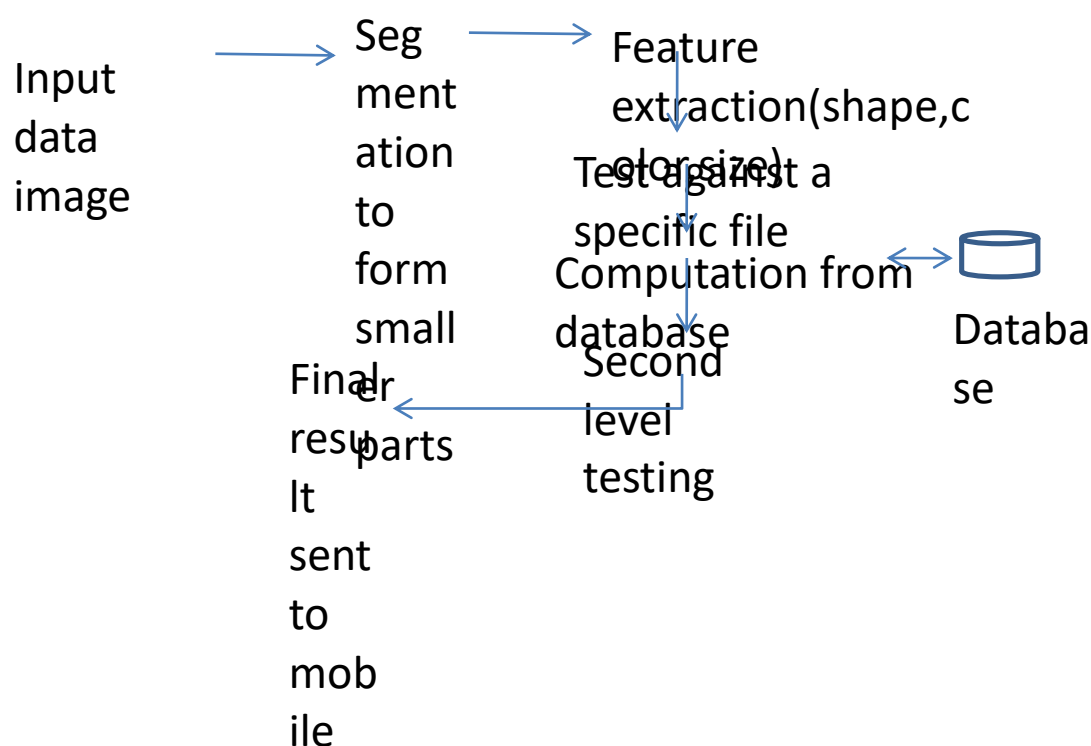 Input
data
image
Seg
ment
ation
to
form
small
er
parts
Feature
extraction(shape,c
olor,size)
Test against a
specific file
Computation from
database
Database
Databa
se
Second
level
testing
Final
resu
lt
sent
to
mob
ile